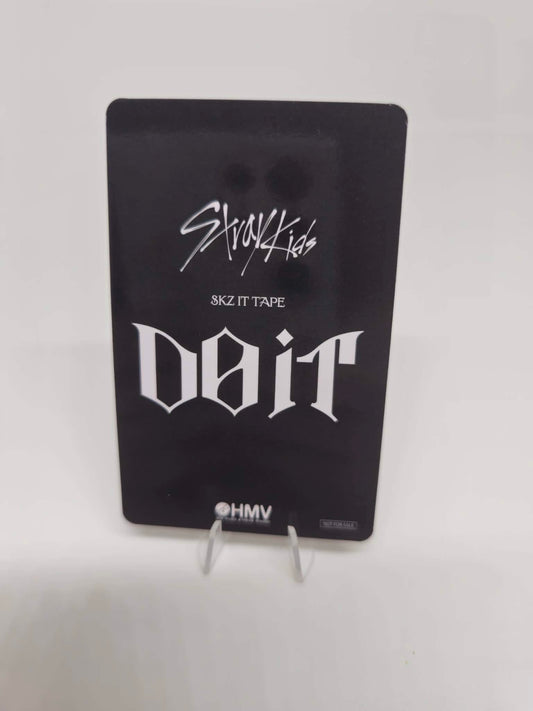 Stray Kids
SKZ IT TAPE
DO IT
HMV
NOT FOR SALE